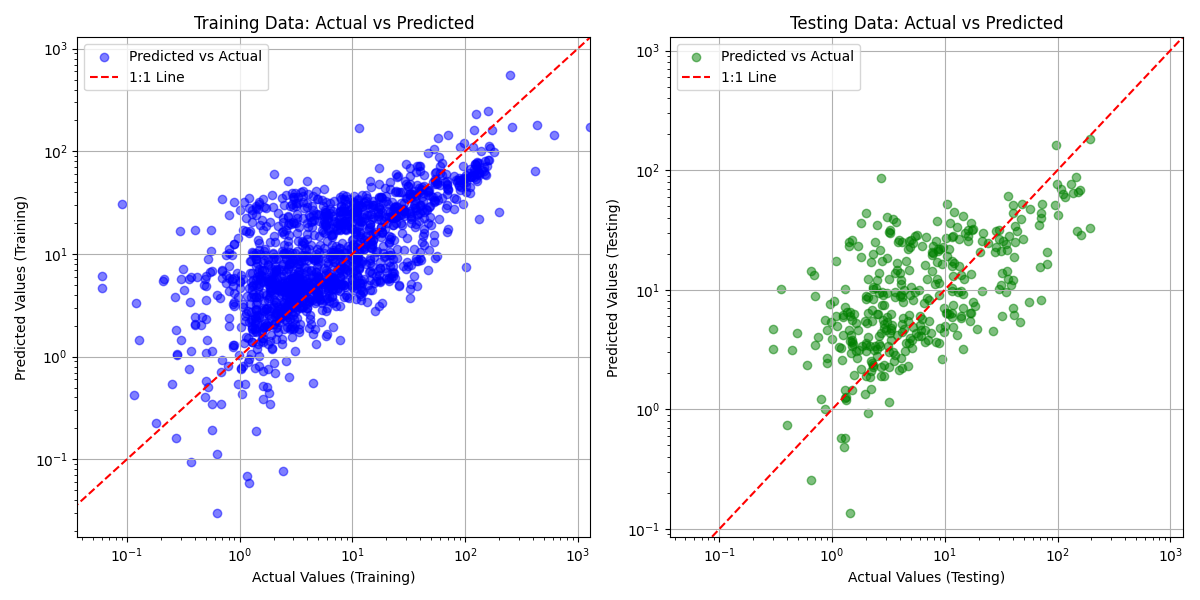 Training Data: Actual vs Predicted
Predicted vs Actual
1:1 Line
Predicted Values (Training)
10³
10²
10¹
10⁰
10⁻¹
10⁻¹ 10⁰ 10¹ 10² 10³
Actual Values (Training)
Testing Data: Actual vs Predicted
Predicted vs Actual
1:1 Line
Predicted Values (Testing)
10³
10²
10¹
10⁰
10⁻¹
10⁻¹ 10⁰ 10¹ 10² 10³
Actual Values (Testing)